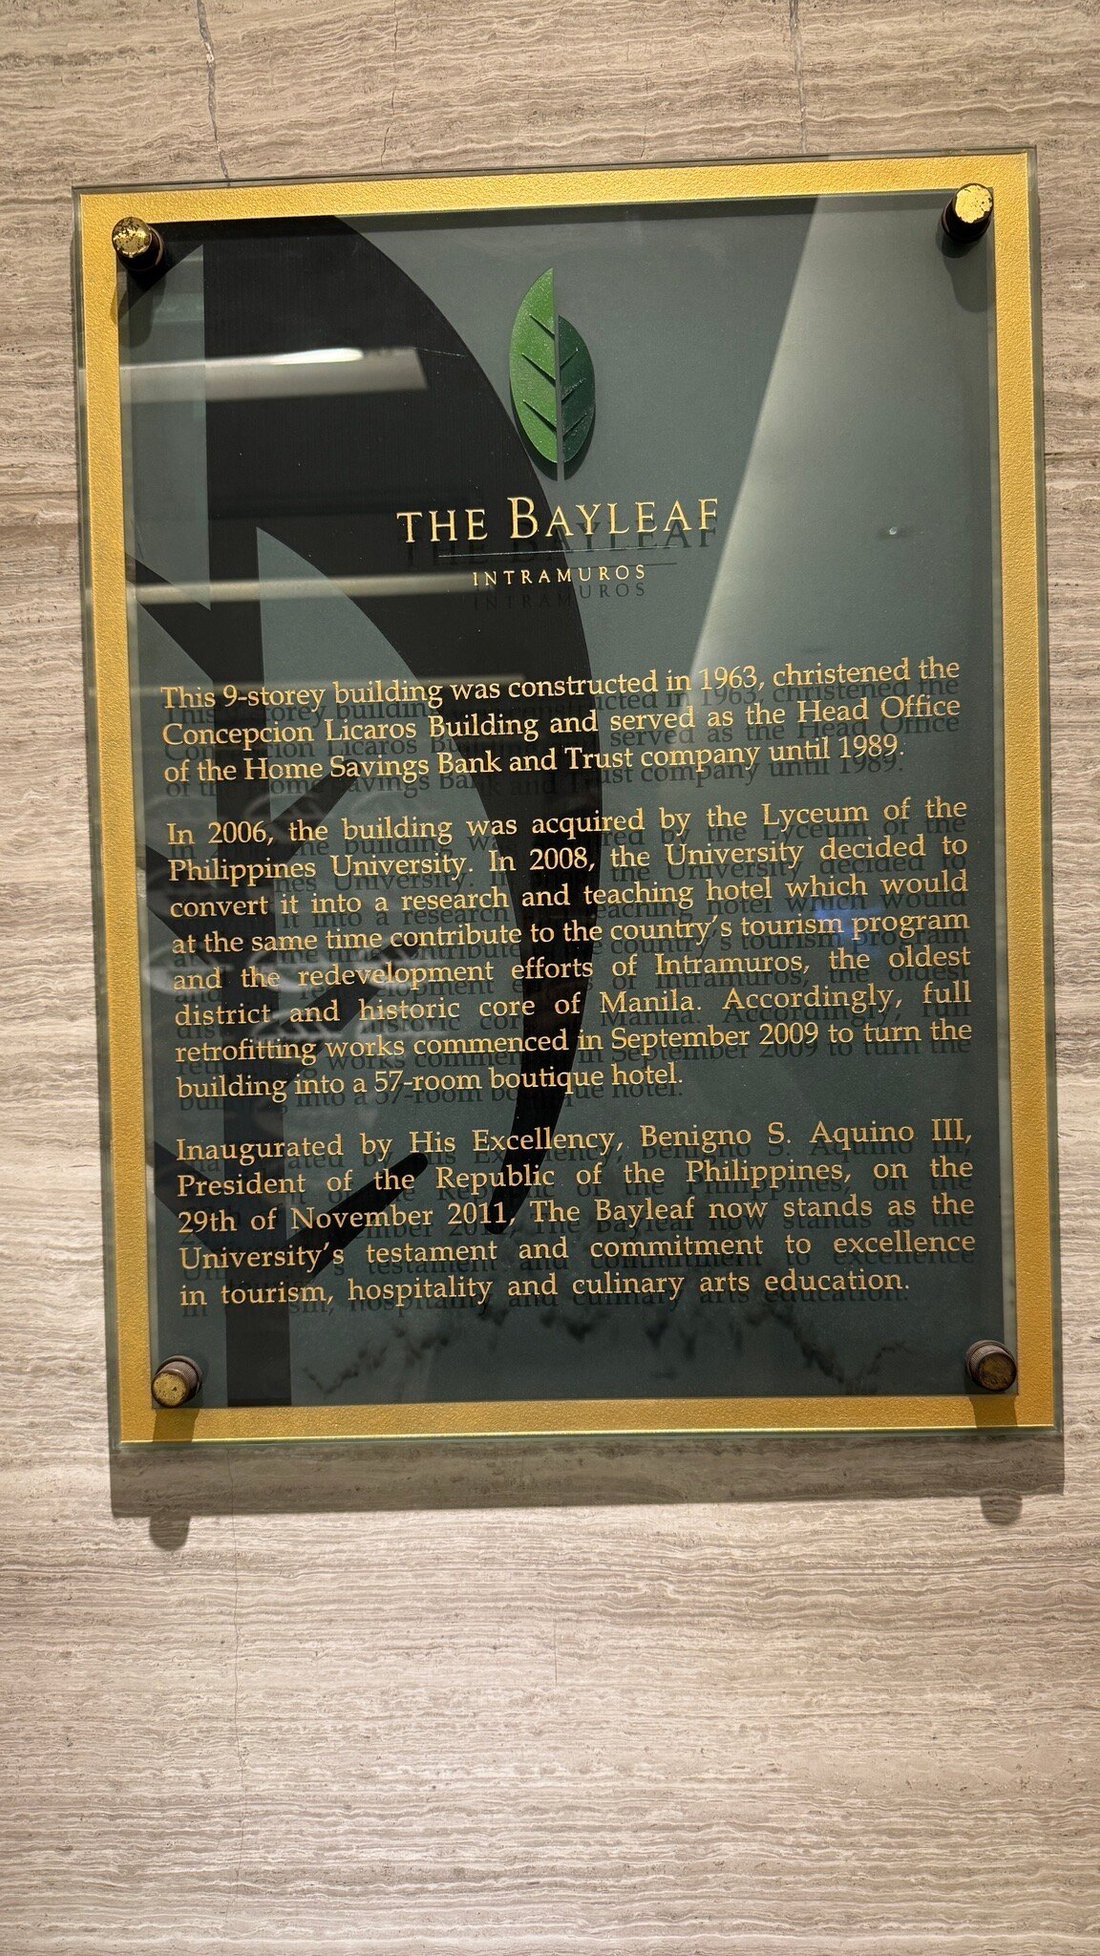 THE BAYLEAF
INTRAMUROS
This 9-storey building was constructed in 1963, christened the
Concepcion Licaros Building and served as the Head Office
of the Home Savings Bank and Trust company until 1989.
In 2006, the building was acquired by the Lyceum of the
Philippines University. In 2008, the University decided to
convert it into a research and teaching hotel which would
at the same time contribute to the country's tourism program
and the redevelopment efforts of Intramuros, the oldest
district and historic core of Manila. Accordingly, full
retrofitting works commenced in September 2009 to turn the
building into a 57-room boutique hotel.
Inaugurated by His Excellency, Benigno S. Aquino III,
President of the Republic of the Philippines, on the
29th of November 2011, The Bayleaf now stands as the
University's testament and commitment to excellence
in tourism, hospitality and culinary arts education.